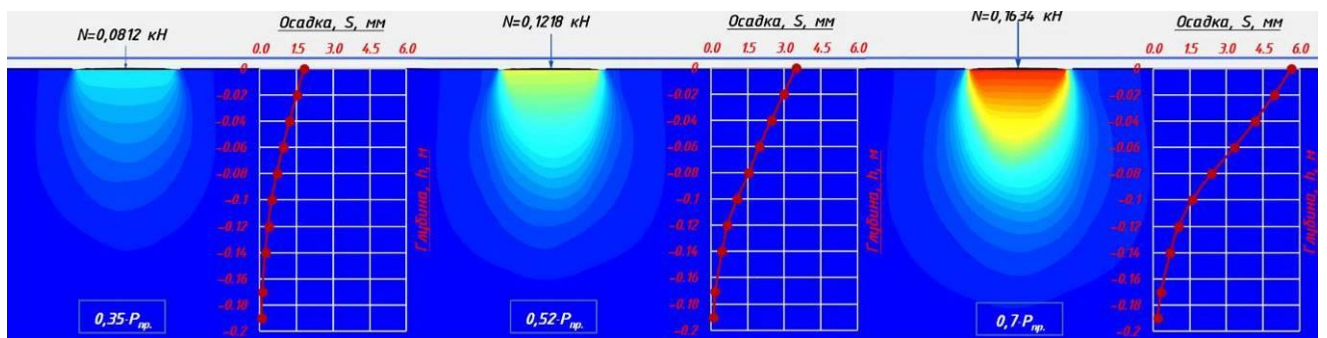 N=0,0812 кН
Осадка, S, мм
0.0 1.5 3.0 4.5 6.0
0
-0.02
-0.04
-0.06
-0.08
-0.1
-0.12
-0.14
-0.16
-0.18
-0.2
Глубина, h, м
0,35·Pпр.
N=0,1218 кН
Осадка, S, мм
0.0 1.5 3.0 4.5 6.0
0
-0.02
-0.04
-0.06
-0.08
-0.1
-0.12
-0.14
-0.16
-0.18
-0.2
Глубина, h, м
0,52·Pпр.
N=0,1634 кН
Осадка, S, мм
0.0 1.5 3.0 4.5 6.0
0
-0.02
-0.04
-0.06
-0.08
-0.1
-0.12
-0.14
-0.16
-0.18
-0.2
Глубина, h, м
0,7·Pпр.